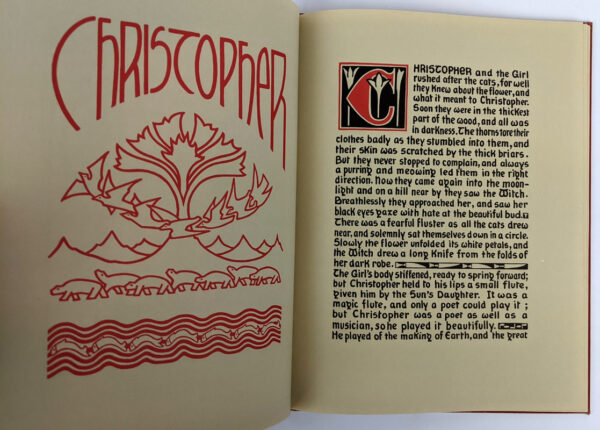 CHRISTOPHER
CHRISTOPHER and the Girl
rushed after the cats, for well
they knew about the flower, and
what it meant to Christopher.
Soon they were in the thickest
part of the wood, and all was
in darkness. The thorns tore their
clothes badly as they stumbled into them, and
their skin was scratched by the thick briars.
But they never stopped to complain, and always
a purring and meowing led them in the right
direction. Now they came again into the moon-
light and on a hill near by they saw the Witch.
Breathlessly they approached her, and saw her
black eyes gaze with hate at the beautiful bud.
There was a fearful fluster as all the cats drew
near, and solemnly sat themselves down in a circle.
Slowly the flower unfolded its white petals, and
the Witch drew a long knife from the folds of
her dark robe.
The Girl's body stiffened, ready to spring forward;
but Christopher held to his lips a small flute,
given him by the Sun's Daughter. It was a
magic flute, and only a poet could play it;
but Christopher was a poet as well as a
musician, so he played it beautifully.
He played of the making of Earth, and the great